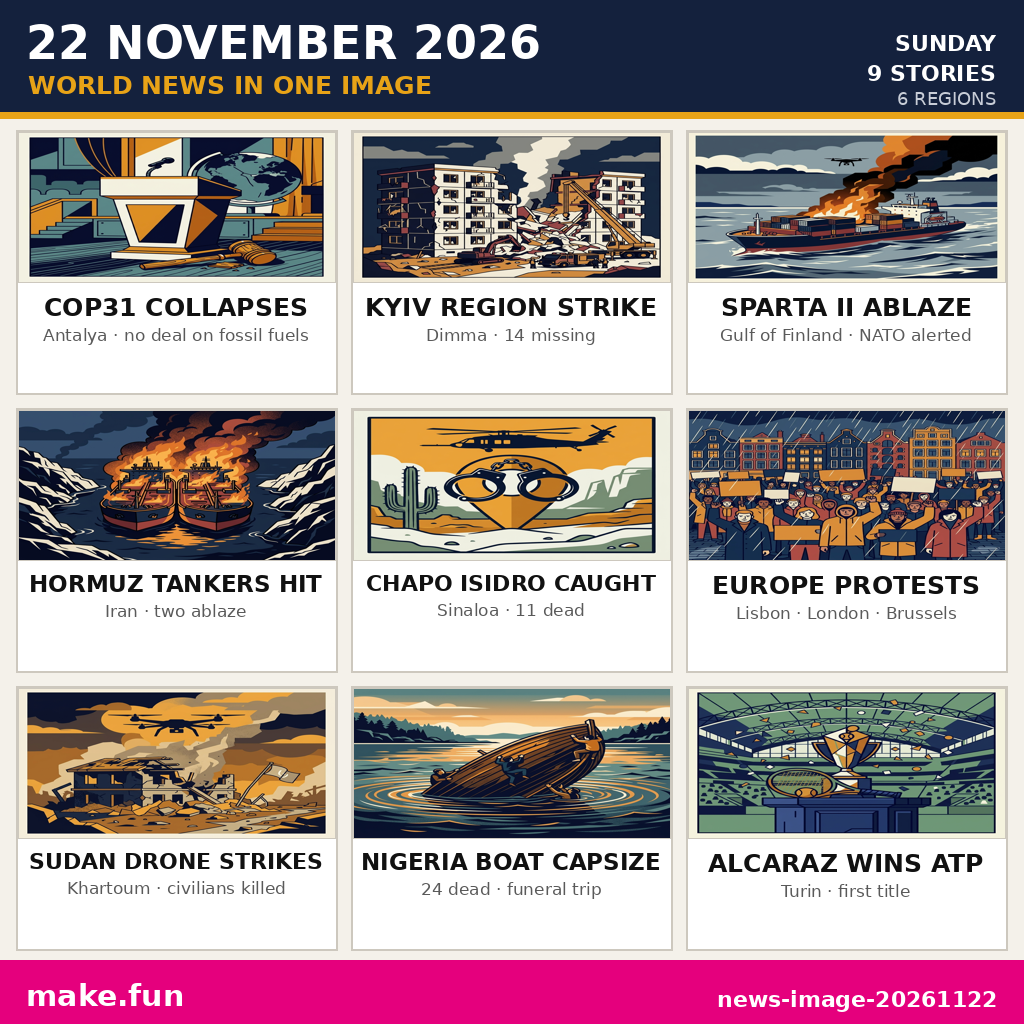 22 NOVEMBER 2026
WORLD NEWS IN ONE IMAGE
SUNDAY
9 STORIES
6 REGIONS
COP31 COLLAPSES
Antalya · no deal on fossil fuels
KYIV REGION STRIKE
Dimma · 14 missing
SPARTA II ABLAZE
Gulf of Finland · NATO alerted
HORMUZ TANKERS HIT
Iran · two ablaze
CHAPO ISIDRO CAUGHT
Sinaloa · 11 dead
EUROPE PROTESTS
Lisbon · London · Brussels
SUDAN DRONE STRIKES
Khartoum · civilians killed
NIGERIA BOAT CAPSIZE
24 dead · funeral trip
ALCARAZ WINS ATP
Turin · first title
make.fun
news-image-20261122